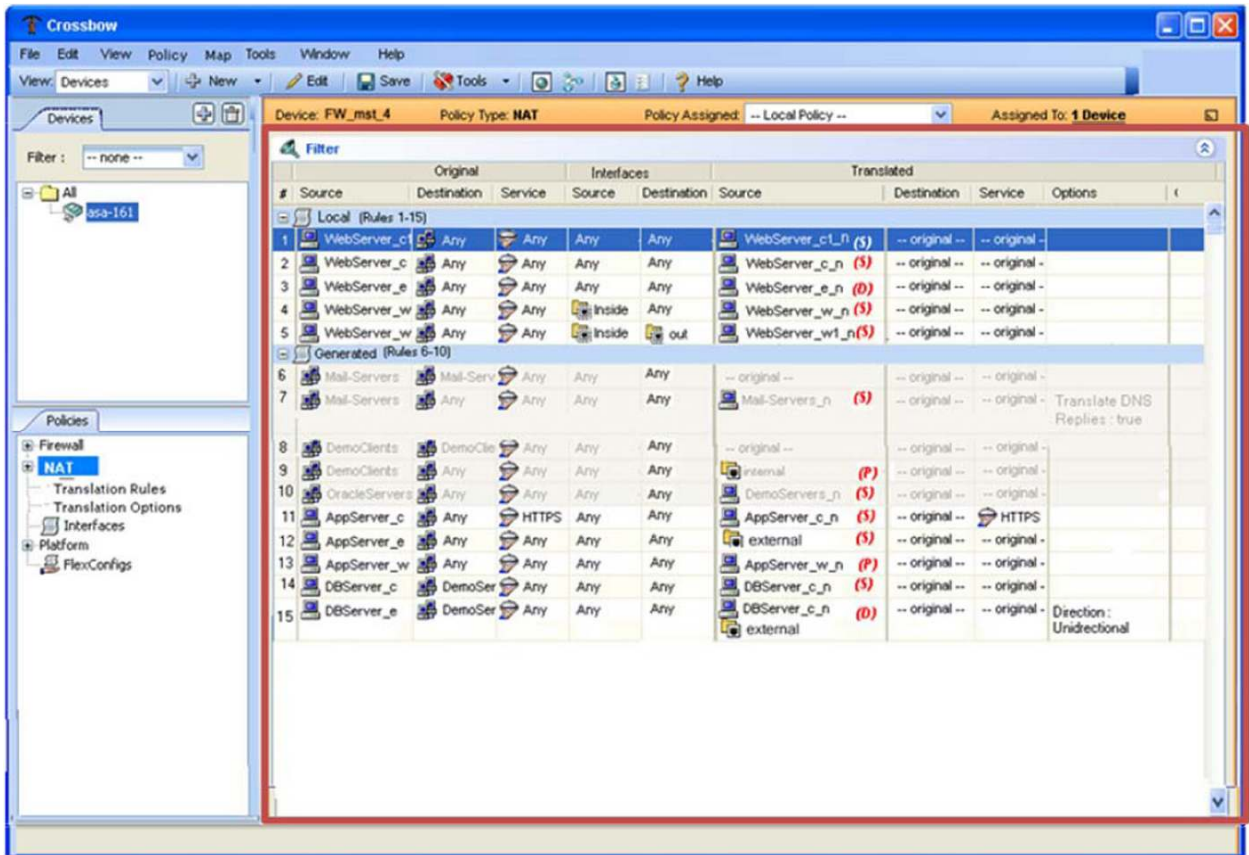 Crossbow
File Edit View Policy Map Tools Window Help
View: Devices New Edit Save Tools Help
Devices
Filter : -- none --
All
asa-161
Policies
Firewall
NAT
Translation Rules
Translation Options
Interfaces
Platform
FlexConfigs
Device: FW_mst_4 Policy Type: NAT Policy Assigned: -- Local Policy -- Assigned To: 1 Device
Filter
Original Interfaces Translated
# Source Destination Service Source Destination Source Destination Service Options
Local (Rules 1-15)
1 WebServer_c1 Any Any Any Any WebServer_c1_n (S) -- original -- -- original -
2 WebServer_c Any Any Any Any WebServer_c_n (S) -- original -- -- original -
3 WebServer_e Any Any Any Any WebServer_e_n (D) -- original -- -- original -
4 WebServer_w Any Any Inside Any WebServer_w_n (S) -- original -- -- original -
5 WebServer_w Any Any Inside out WebServer_w1_n (S) -- original -- -- original -
Generated (Rules 6-10)
6 Mail-Servers Mail-Serv Any Any Any -- original -- -- original -- -- original -
7 Mail-Servers Any Any Any Any Mail-Servers_n (S) -- original -- -- original - Translate DNS
Replies : true
8 DemoClients DemoClie Any Any Any -- original -- -- original -- -- original -
9 DemoClients Any Any Any Any internal (P) -- original -- -- original -
10 OracleServers Any Any Any Any DemoServers_n (S) -- original -- -- original -
11 AppServer_c Any HTTPS Any Any AppServer_c_n (S) -- original -- HTTPS
12 AppServer_e Any Any Any Any external (S) -- original -- -- original -
13 AppServer_w Any Any Any Any AppServer_w_n (P) -- original -- -- original -
14 DBServer_c DemoSer Any Any Any DBServer_c_n (S) -- original -- -- original -
15 DBServer_e DemoSer Any Any Any DBServer_c_n (D) -- original -- -- original - Direction :
external Unidrectional